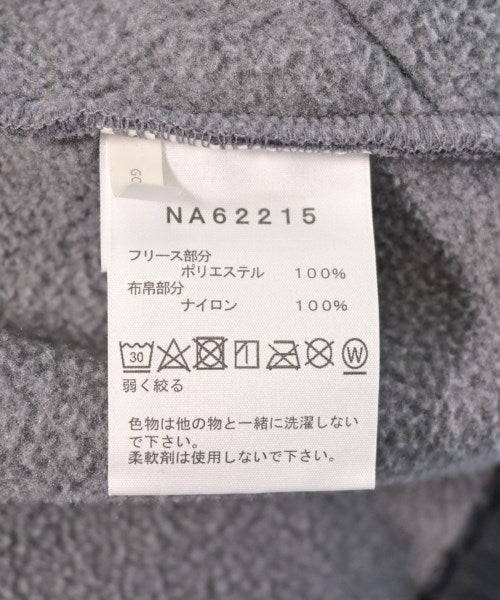 GC
NA62215
フリース部分
ポリエステル 100%
布帛部分
ナイロン 100%
30
W
弱く絞る
色物は他の物と一緒に洗濯しない
で下さい。
柔軟剤は使用しないで下さい。